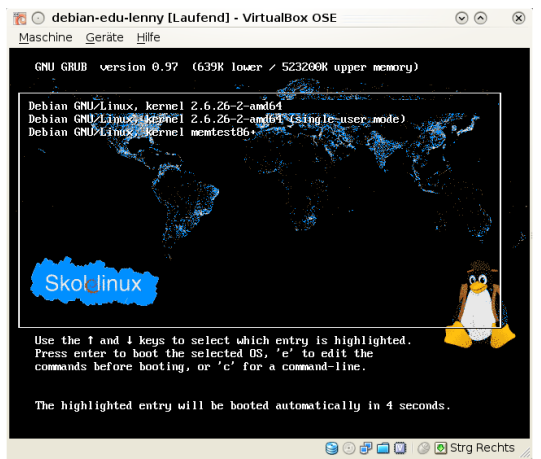 debian-edu-lenny [Laufend] - VirtualBox OSE
Maschine Geräte Hilfe
GNU GRUB version 0.97 (639K lower / 523200K upper memory)
Debian GNU/Linux, kernel 2.6.26-2-amd64
Debian GNU/Linux, kernel 2.6.26-2-amd64 (single-user mode)
Debian GNU/Linux, kernel memtest86+
Skolelinux
Use the ↑ and ↓ keys to select which entry is highlighted.
Press enter to boot the selected OS, 'e' to edit the
commands before booting, or 'c' for a command-line.
The highlighted entry will be booted automatically in 4 seconds.
Strg Rechts